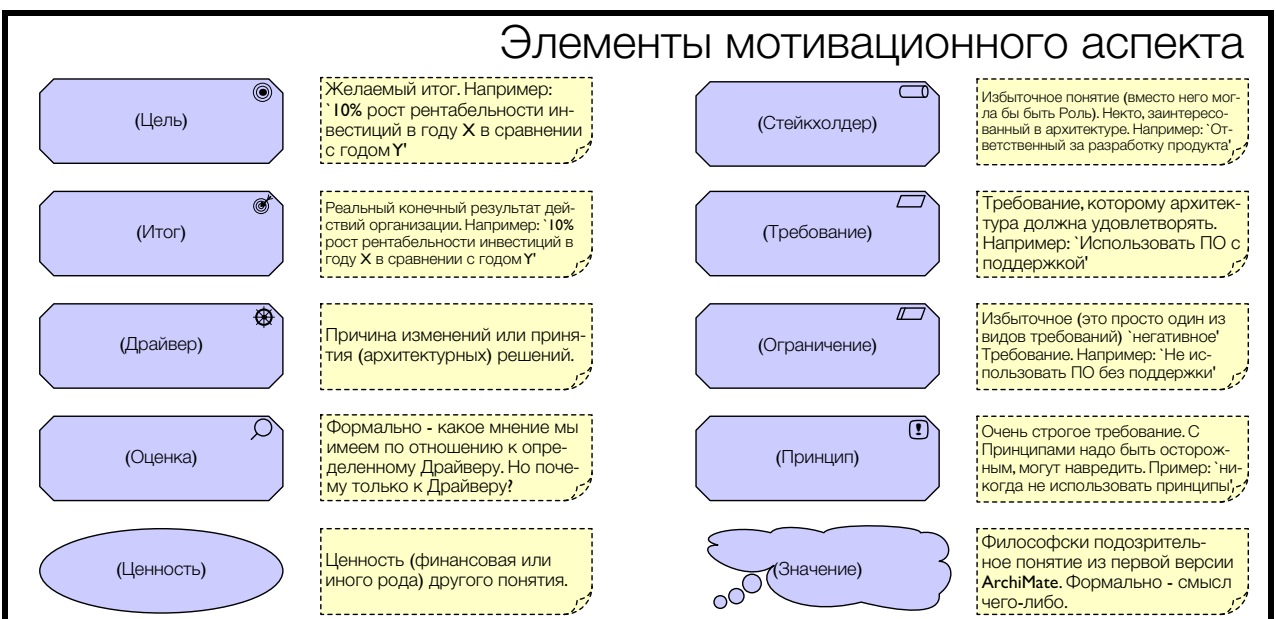 Элементы мотивационного аспекта
(Цель)
Желаемый итог. Например:
`10% рост рентабельности ин-
вестиций в году X в сравнении
с годом Y'
(Стейкхолдер)
Избыточное понятие (вместо него мог-
ла бы быть Роль). Некто, заинтересо-
ванный в архитектуре. Например: `От-
ветственный за разработку продукта'
(Итог)
Реальный конечный результат дей-
ствий организации. Например: `10%
рост рентабельности инвестиций в
году X в сравнении с годом Y'
(Требование)
Требование, которому архитек-
тура должна удовлетворять.
Например: `Использовать ПО с
поддержкой'
(Драйвер)
Причина изменений или приня-
тия (архитектурных) решений.
(Ограничение)
Избыточное (это просто один из
видов требований) `негативное'
Требование. Например: `Не ис-
пользовать ПО без поддержки'
(Оценка)
Формально - какое мнение мы
имеем по отношению к опре-
деленному Драйверу. Но поче-
му только к Драйверу?
(Принцип)
Очень строгое требование. С
Принципами надо быть осторож-
ным, могут навредить. Пример: `ни-
когда не использовать принципы'
(Ценность)
Ценность (финансовая или
иного рода) другого понятия.
(Значение)
Философски подозритель-
ное понятие из первой версии
ArchiMate. Формально - смысл
чего-либо.